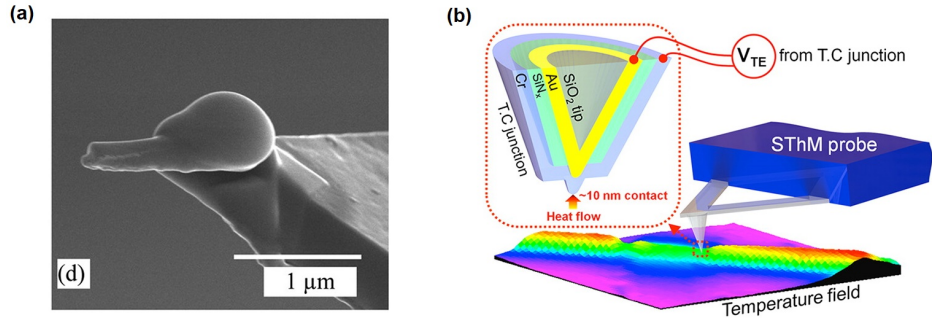 (a)
(d)
1 µm
(b)
V_TE from T.C junction
SiO₂ tip
Au
SiNₓ
Cr
T.C junction
~10 nm contact
Heat flow
SThM probe
Temperature field